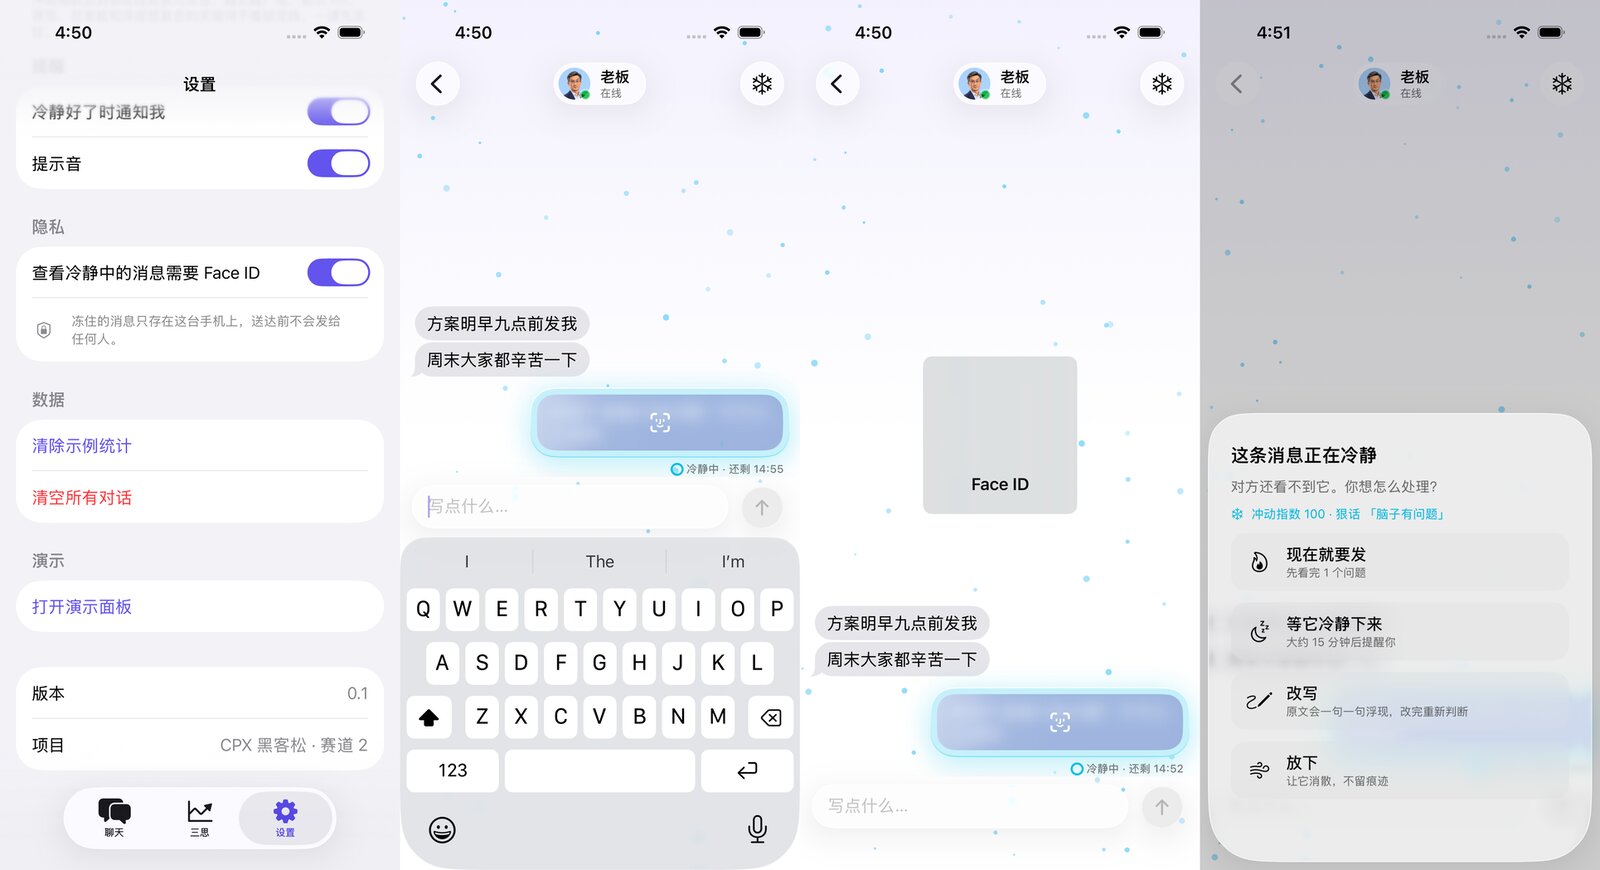 4:50
设置
冷静好了时通知我
提示音
隐私
查看冷静中的消息需要 Face ID
冻住的消息只存在这台手机上，送达前不会发给
任何人。
数据
清除示例统计
清空所有对话
演示
打开演示面板
版本 0.1
项目 CPX 黑客松 · 赛道 2
聊天
三思
设置
4:50
老板
在线
方案明早九点前发我
周末大家都辛苦一下
冷静中 · 还剩 14:55
写点什么...
I The I'm
Q W E R T Y U I O P
A S D F G H J K L
Z X C V B N M
123
4:50
老板
在线
Face ID
方案明早九点前发我
周末大家都辛苦一下
冷静中 · 还剩 14:52
写点什么...
4:51
老板
在线
这条消息正在冷静
对方还看不到它。你想怎么处理?
冲动指数 100 · 狠话 「脑子有问题」
现在就要发
先看完 1 个问题
等它冷静下来
大约 15 分钟后提醒你
改写
原文会一句一句浮现，改完重新判断
放下
让它消散，不留痕迹